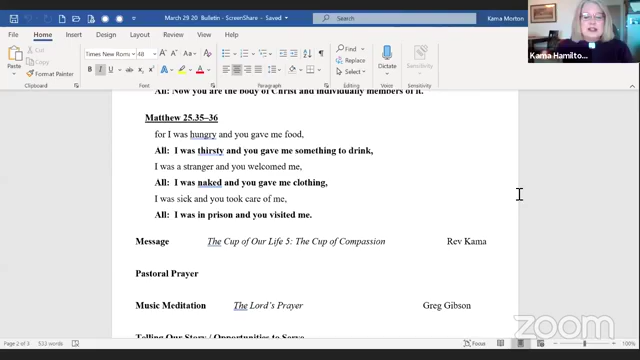 March 29 20 Bulletin - ScreenShare - Saved
Search
Kama Morton
Kama Hamilto...
File Home Insert Draw Design Layout References Mailings Review View Help
Share
Comments
Cut
Copy
Format Painter
Paste
Times New Roma 48
Find
Replace
Select
Dictate
Sensitivity
Editor
All: Now you are the body of Christ and individually members of it.
Matthew 25.35–36
for I was hungry and you gave me food,
All: I was thirsty and you gave me something to drink,
I was a stranger and you welcomed me,
All: I was naked and you gave me clothing,
I was sick and you took care of me,
All: I was in prison and you visited me.
Message The Cup of Our Life 5: The Cup of Compassion Rev Kama
Pastoral Prayer
Music Meditation The Lord's Prayer Greg Gibson
Telling Our Story / Opportunities to Serve
Page 2 of 3 533 words
Focus
100%
zoom